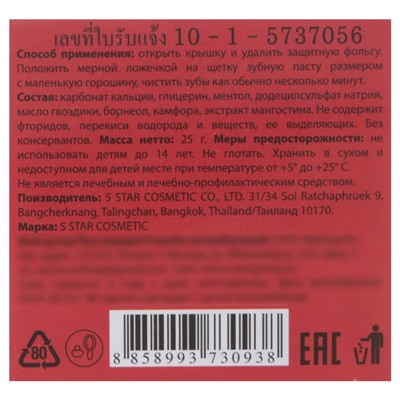 เลขที่ใบรับแจ้ง 10 - 1 - 5737056
Способ применения: открыть крышку и удалить защитную фольгу.
Положить мерной ложечкой на щетку зубную пасту размером
с маленькую горошину, чистить зубы как обычно несколько минут.
Состав: карбонат кальция, глицерин, ментол, додецилсульфат натрия,
масло гвоздики, борнеол, камфора, экстракт мангостина. Не содержит
фторидов, перекиси водорода и веществ, ее выделяющих. Без
консервантов. Масса нетто: 25 г. Меры предосторожности: не
использовать детям до 14 лет. Не глотать. Хранить в сухом и
недоступном для детей месте при температуре от +5° до +25° С.
Не является лечебным и лечебно-профилактическим средством.
Поизводитель: 5 STAR COSMETIC CO., LTD. 31/34 Soi Ratchaphruek 9,
Bangcherknang, Talingchan, Bangkok, Thailand/Таиланд 10170.
Марка: 5 STAR COSMETIC
80
8 858993 730938
EAC